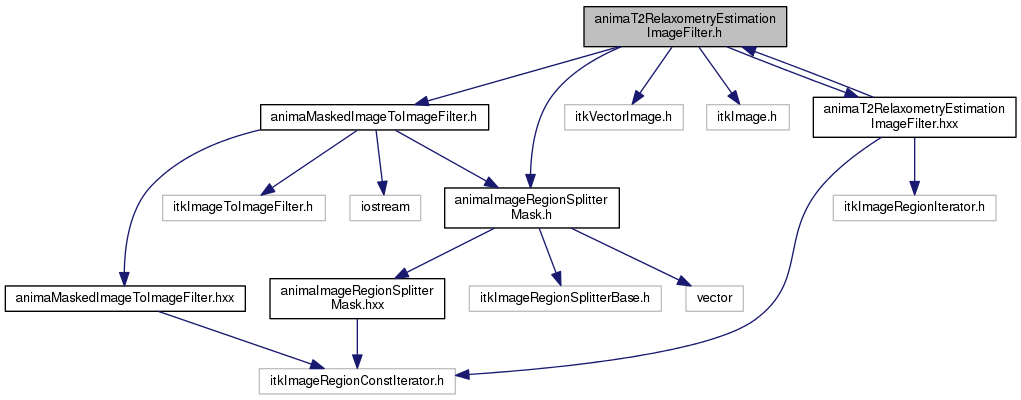 animaT2RelaxometryEstimation
ImageFilter.h
animaMaskedImageToImageFilter.h
itkVectorImage.h
itkImage.h
animaT2RelaxometryEstimation
ImageFilter.hxx
itkImageToImageFilter.h
iostream
animaImageRegionSplitter
Mask.h
itkImageRegionIterator.h
animaMaskedImageToImageFilter.hxx
animaImageRegionSplitter
Mask.hxx
itkImageRegionSplitterBase.h
vector
itkImageRegionConstIterator.h